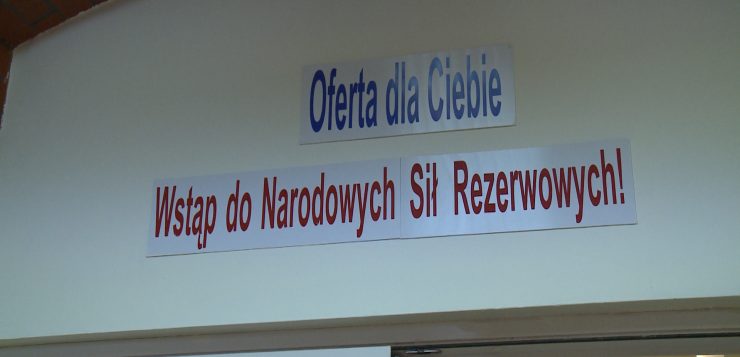 Oferta dla Ciebie
Wstąp do Narodowych Sił Rezerwowych!